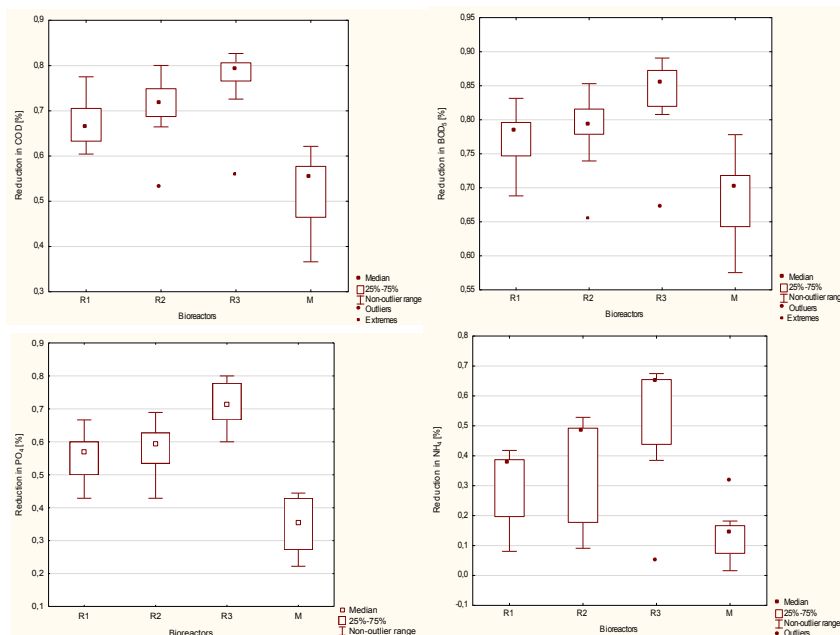 0,9
0,8
0,7
0,6
0,5
0,4
0,3
Reduction in COD [%]
R1 R2 R3 M
Bioreactors
Median
25%-75%
Non-outlier range
Outliers
Extremes
0,95
0,90
0,85
0,80
0,75
0,70
0,65
0,60
0,55
Reduction in BOD5 [%]
R1 R2 R3 M
Bioreactors
Median
25%-75%
Non-outlier range
Outluers
Extremes
0,9
0,8
0,7
0,6
0,5
0,4
0,3
0,2
0,1
Reduction in PO4 [%]
R1 R2 R3 M
Bioreactors
Median
25%-75%
Non-outlier range
0,8
0,7
0,6
0,5
0,4
0,3
0,2
0,1
0,0
-0,1
Reduction in NH4 [%]
R1 R2 R3 M
Bioreactors
Median
25%-75%
Non-outlier range
Outliers